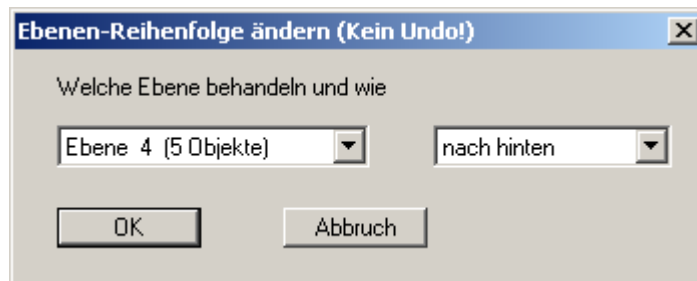 Ebenen-Reihenfolge ändern (Kein Undo!)
Welche Ebene behandeln und wie
Ebene 4 (5 Objekte) nach hinten
OK Abbruch